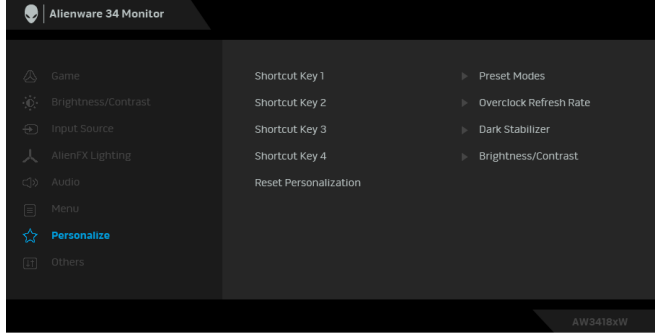 Alienware 34 Monitor
Game
Brightness/Contrast
Input Source
AlienFX Lighting
Audio
Menu
Personalize
Others
Shortcut Key 1 Preset Modes
Shortcut Key 2 Overclock Refresh Rate
Shortcut Key 3 Dark Stabilizer
Shortcut Key 4 Brightness/Contrast
Reset Personalization
AW3418xW